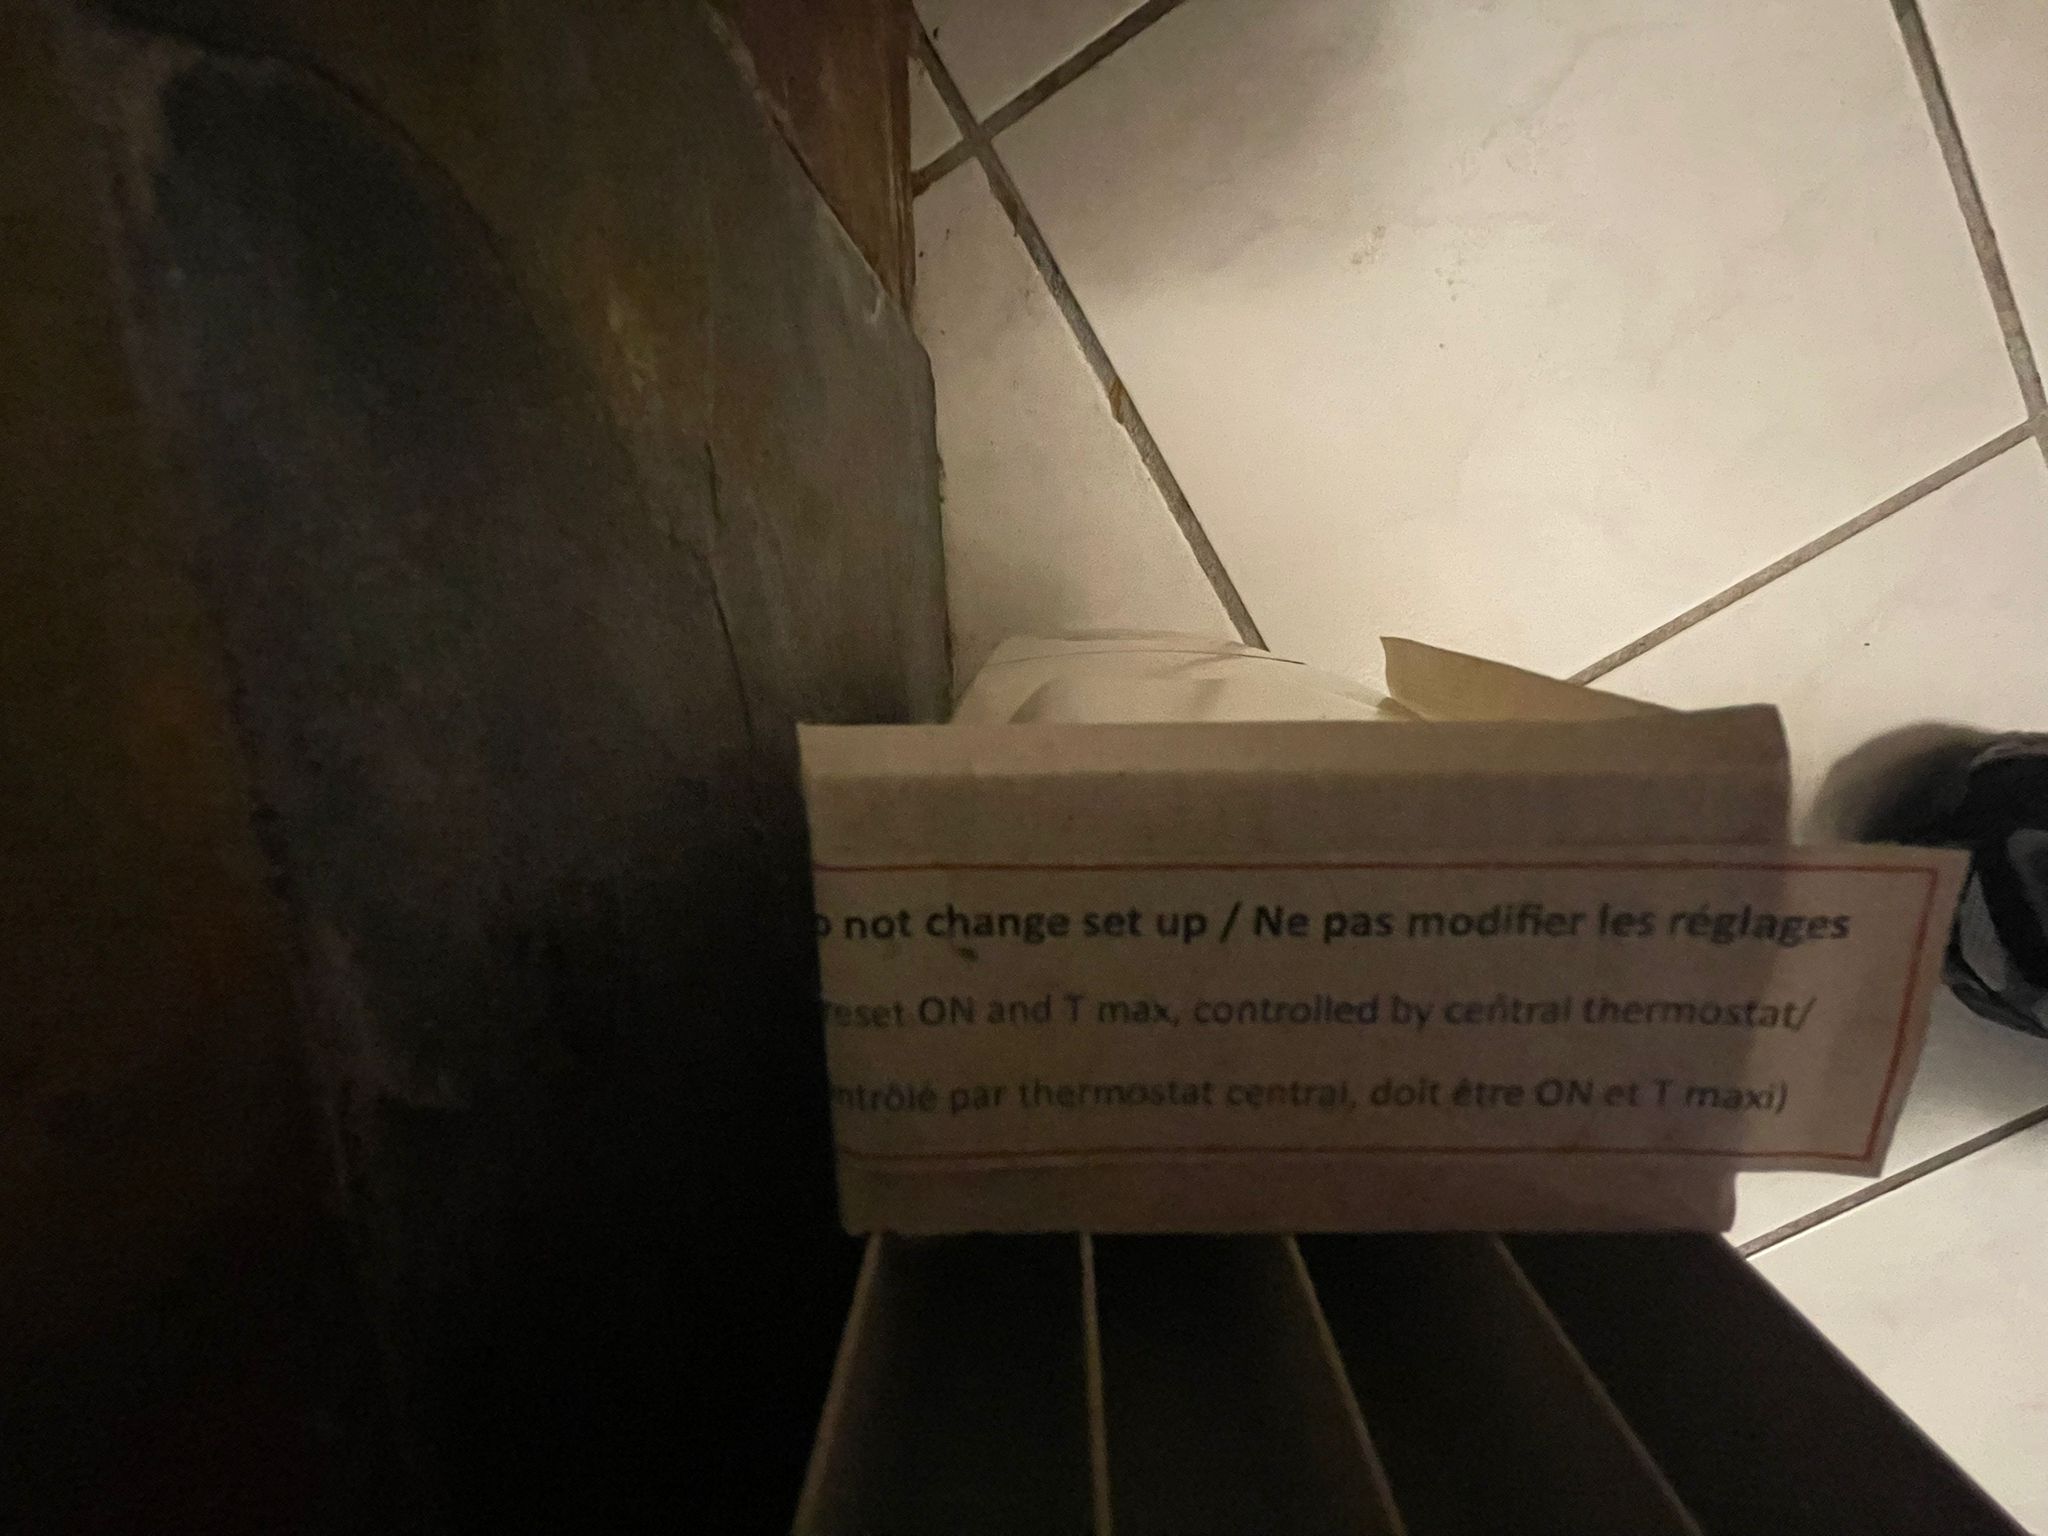 not change set up / Ne pas modifier les réglages
ON and T max, controlled by central thermostat/
par thermostat central, doit être ON et T maxi)